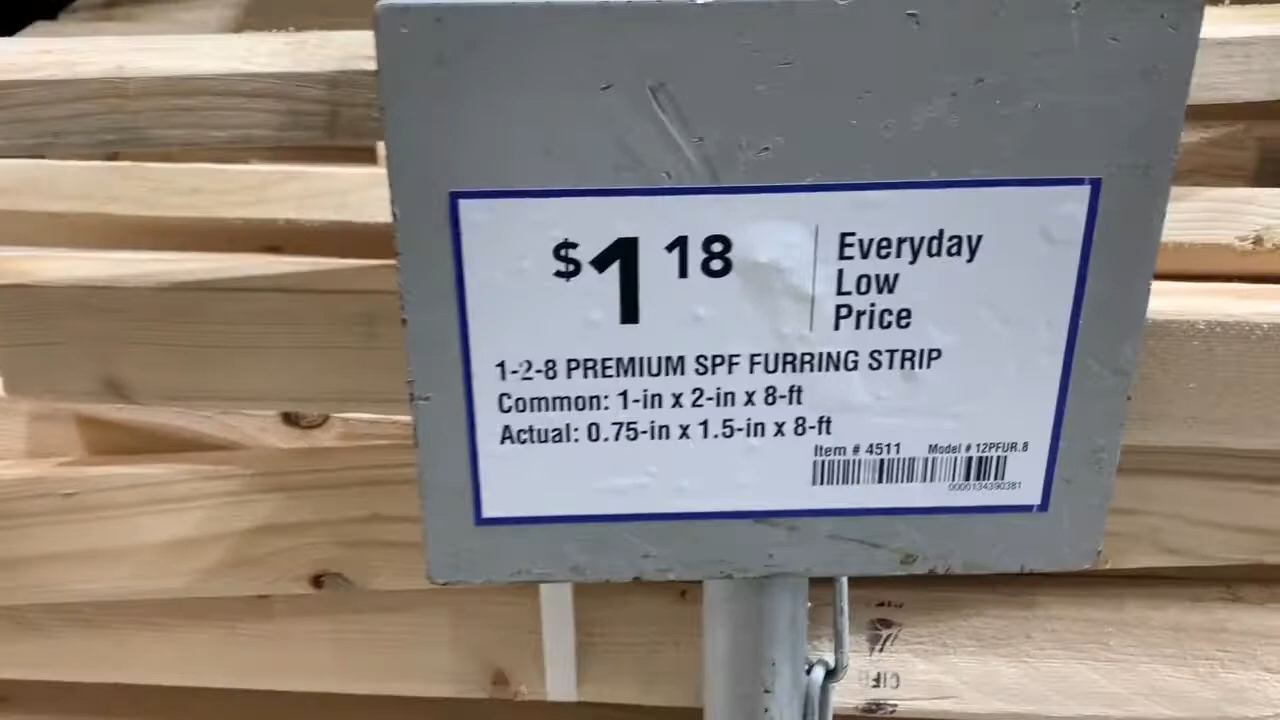 $1 18
Everyday
Low
Price
1-2-8 PREMIUM SPF FURRING STRIP
Common: 1-in x 2-in x 8-ft
Actual: 0.75-in x 1.5-in x 8-ft
Item # 4511 Model # 12PFUR.8
0000134390381